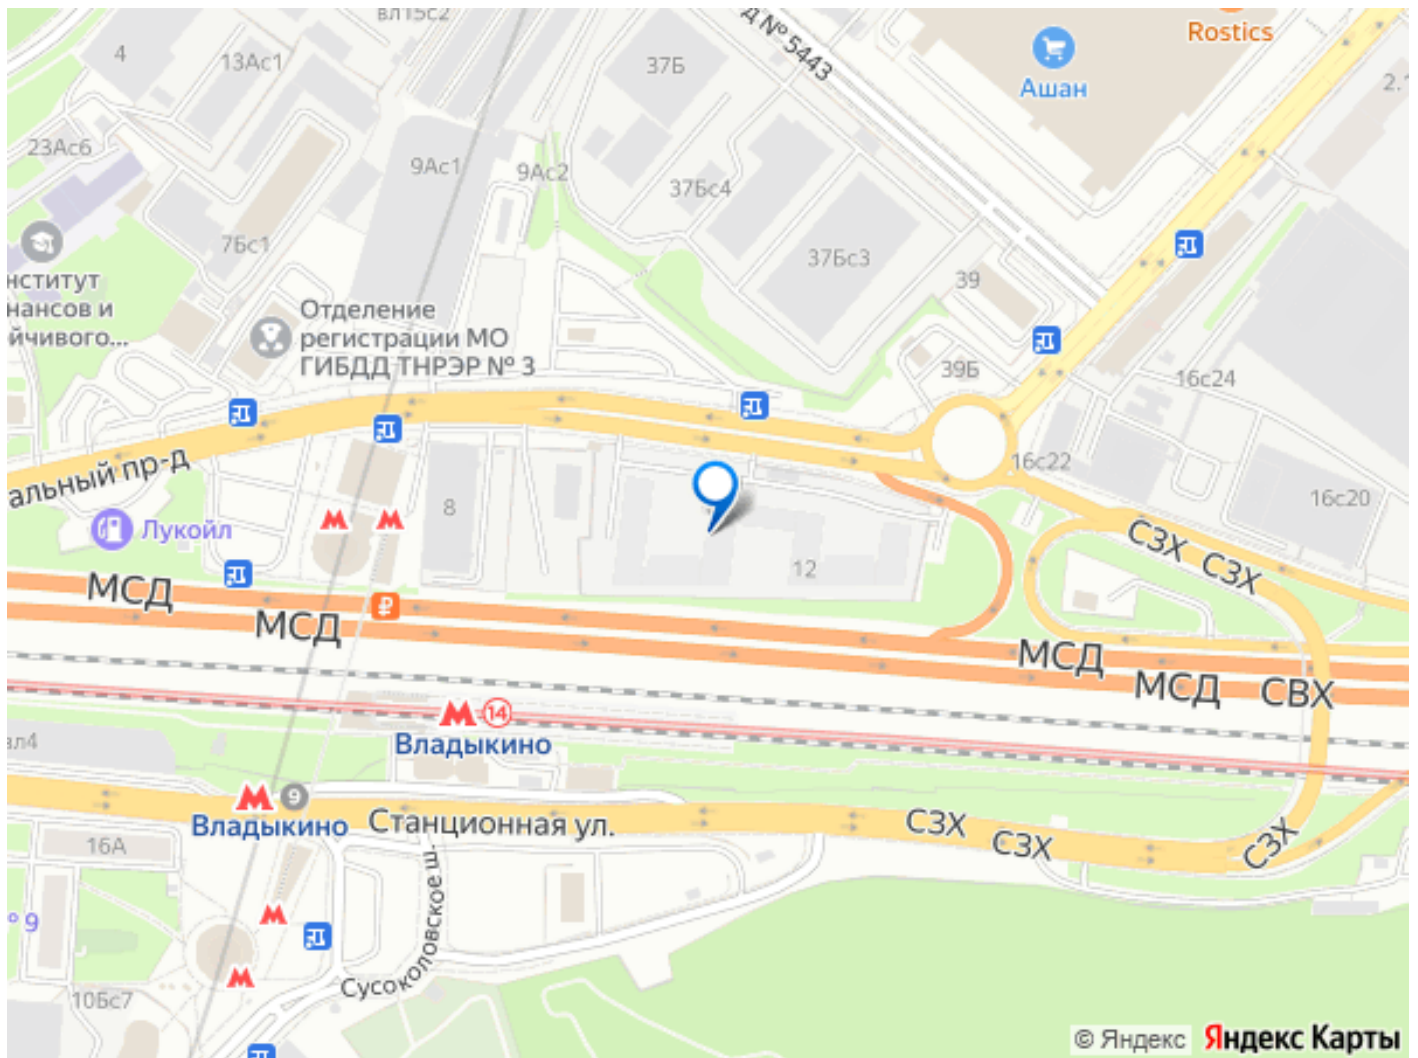 вл15с2
4
13Ас1
37Б
д № 5443
Ашан
Rostics
2.1
23Ас6
9Ас1
9Ас2
37Бс4
7Бс1
37Бс3
39
нститут
нансов и
йчивого...
Отделение
регистрации МО
ГИБДД ТНРЭР № 3
39Б
16с24
альный пр-д
16с22
16с20
8
Лукойл
12
СЗХ СЗХ
МСД
МСД
МСД
МСД
СВХ
14
Владыкино
вл4
9
Владыкино
Станционная ул.
СЗХ СЗХ
СЗХ
16А
Сусоколовское ш.
° 9
10Бс7
© Яндекс Яндекс Карты